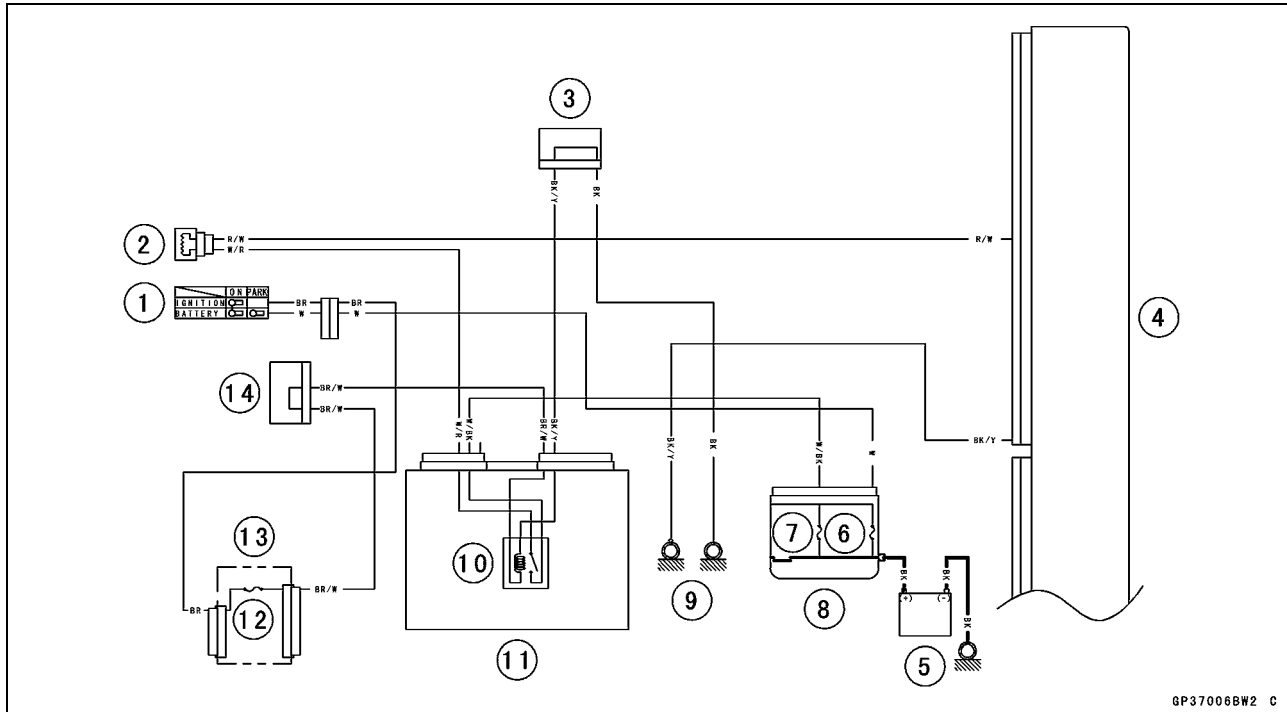 3
BK/Y
BK
2
R/W
W/R
R/W
1
ON PARK
IGNITION
BATTERY
BR
W
BR
W
4
14
BR/W
BR/W
W/R
W/BK
BR/W
BK/Y
BK/Y
BK
W/BK
W
BK/Y
13
12
BR
BR/W
10
11
9
7
6
8
BK
BK
(+)
(-)
BK
5
GP37006BW2 C